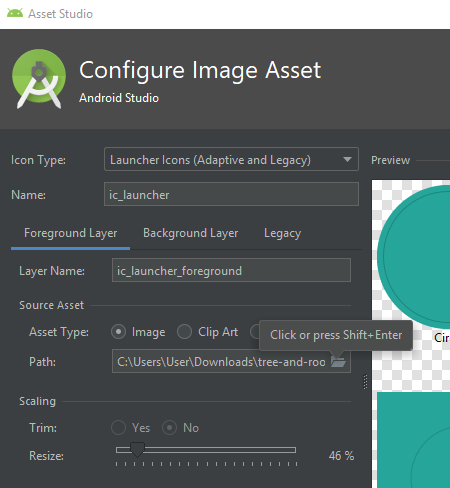 Asset Studio
Configure Image Asset
Android Studio
Icon Type: Launcher Icons (Adaptive and Legacy) Preview
Name: ic_launcher
Foreground Layer Background Layer Legacy
Layer Name: ic_launcher_foreground
Source Asset
Asset Type: Image Clip Art Click or press Shift+Enter
Cir
Path: C:\Users\User\Downloads\tree-and-roo
Scaling
Trim: Yes No
Resize: 46 %